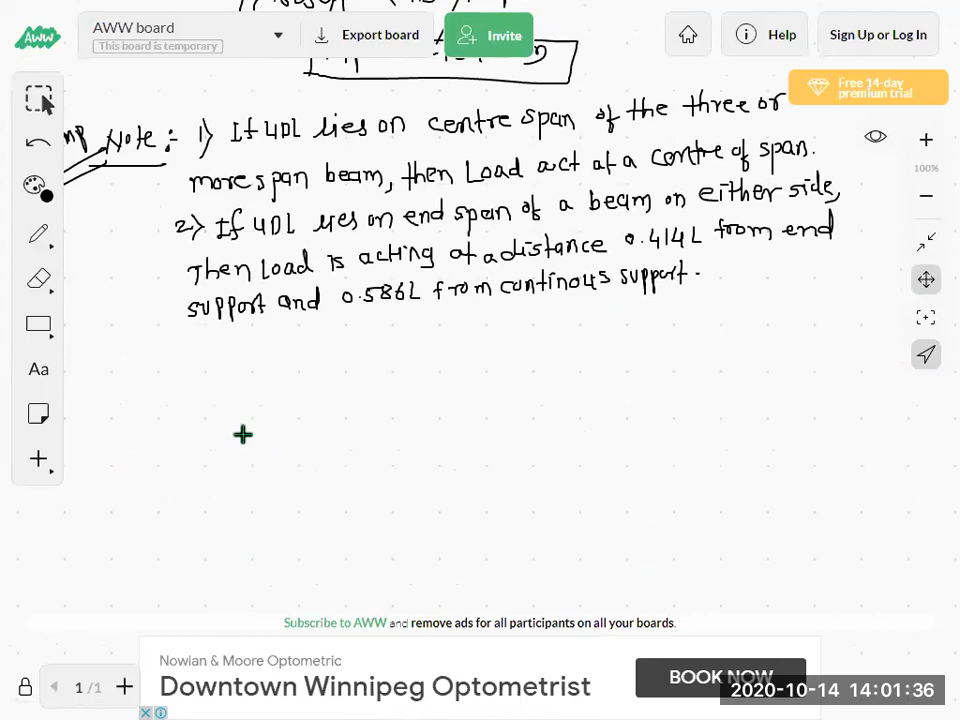 AWW
AWW board
This board is temporary
Export board
Invite
Help
Sign Up or Log In
Free 14-day
premium trial
Imp Note :- 1) If UDL lies on centre span of the three or
more span beam, then Load act at a centre of span.
2) If UDL lies on end span of a beam on either side,
Then Load is acting at a distance 0.414L from end
support and 0.586L from continous support.
100%
Aa
Subscribe to AWW and remove ads for all participants on all your boards.
Nowian & Moore Optometric
Downtown Winnipeg Optometrist
BOOK NOW
1 / 1
2020-10-14 14:01:36